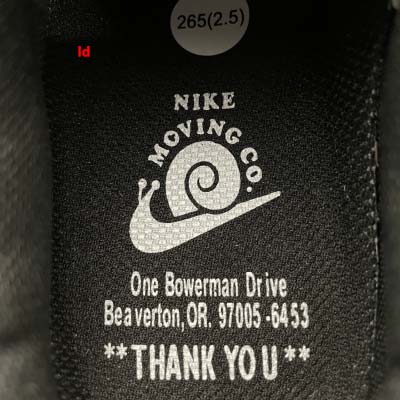 265(2.5)
ld
NIKE
MOVING CO.
One Bowerman Drive
Beaverton,OR. 97005-6453
**THANK YOU**